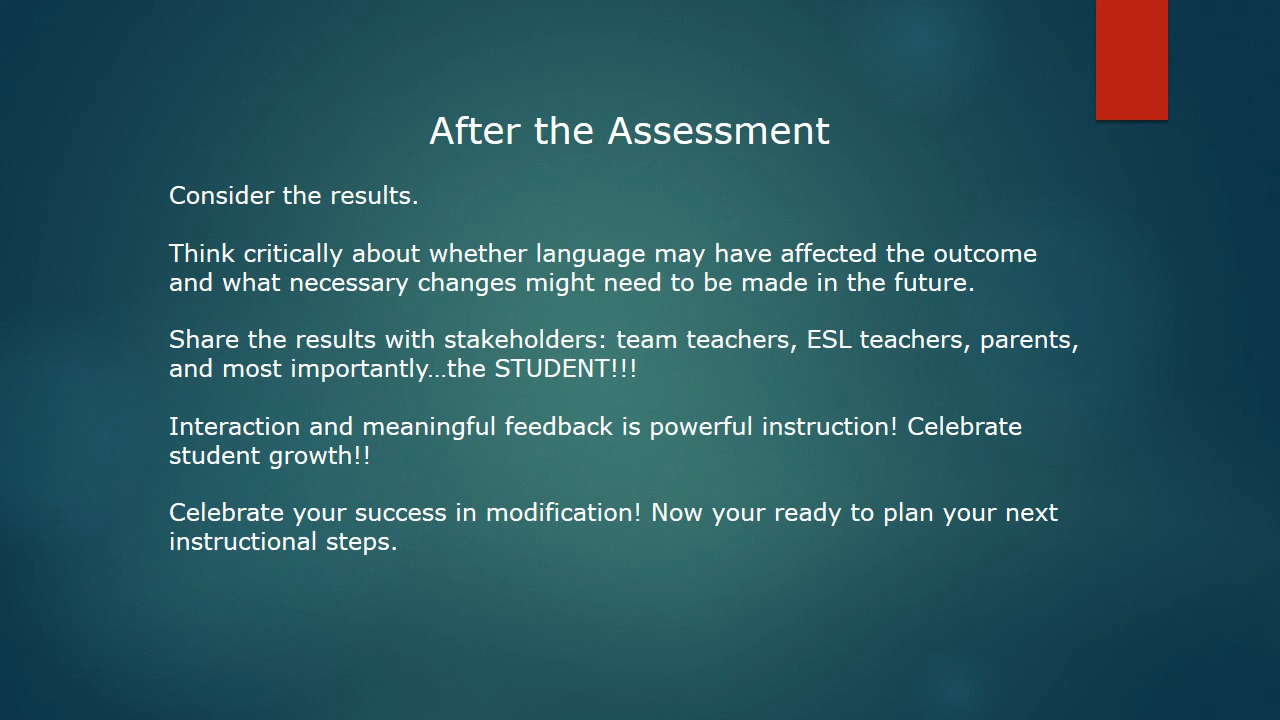 After the Assessment
Consider the results.
Think critically about whether language may have affected the outcome
and what necessary changes might need to be made in the future.
Share the results with stakeholders: team teachers, ESL teachers, parents,
and most importantly…the STUDENT!!!
Interaction and meaningful feedback is powerful instruction! Celebrate
student growth!!
Celebrate your success in modification! Now your ready to plan your next
instructional steps.